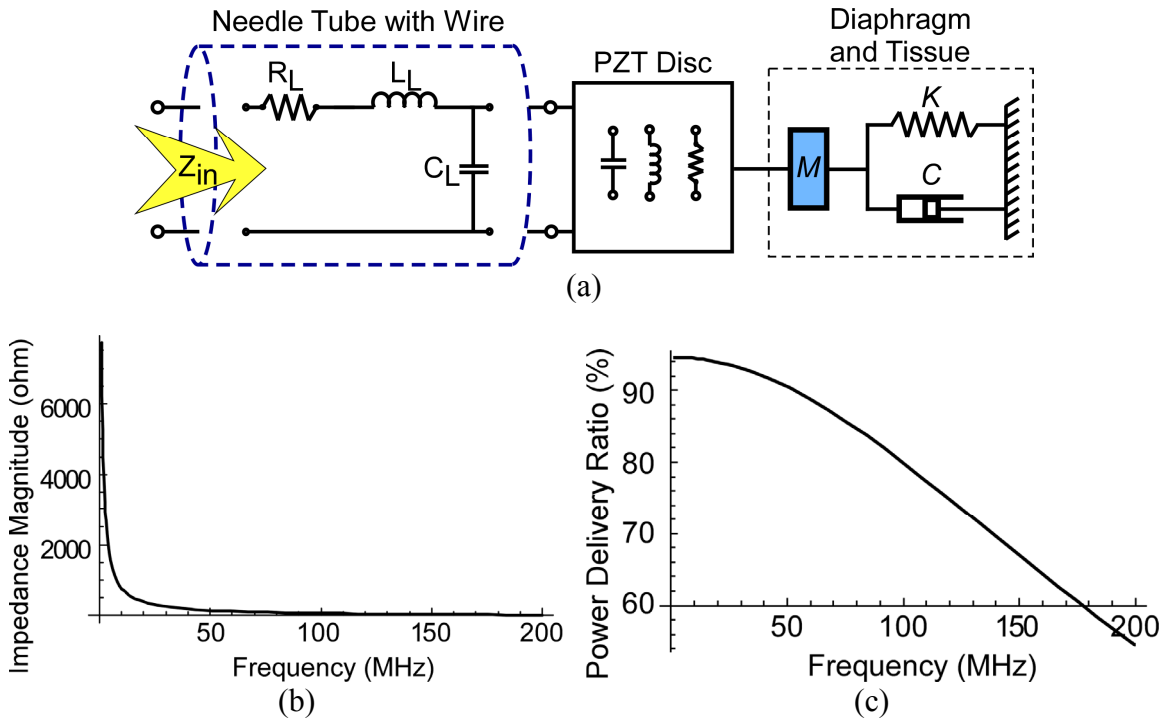 Needle Tube with Wire
Diaphragm
and Tissue
PZT Disc
R_L
L_L
C_L
Z_in
K
M
C
(a)
Impedance Magnitude (ohm)
6000
4000
2000
50
100
150
200
Frequency (MHz)
(b)
Power Delivery Ratio (%)
90
80
70
60
50
100
150
200
Frequency (MHz)
(c)